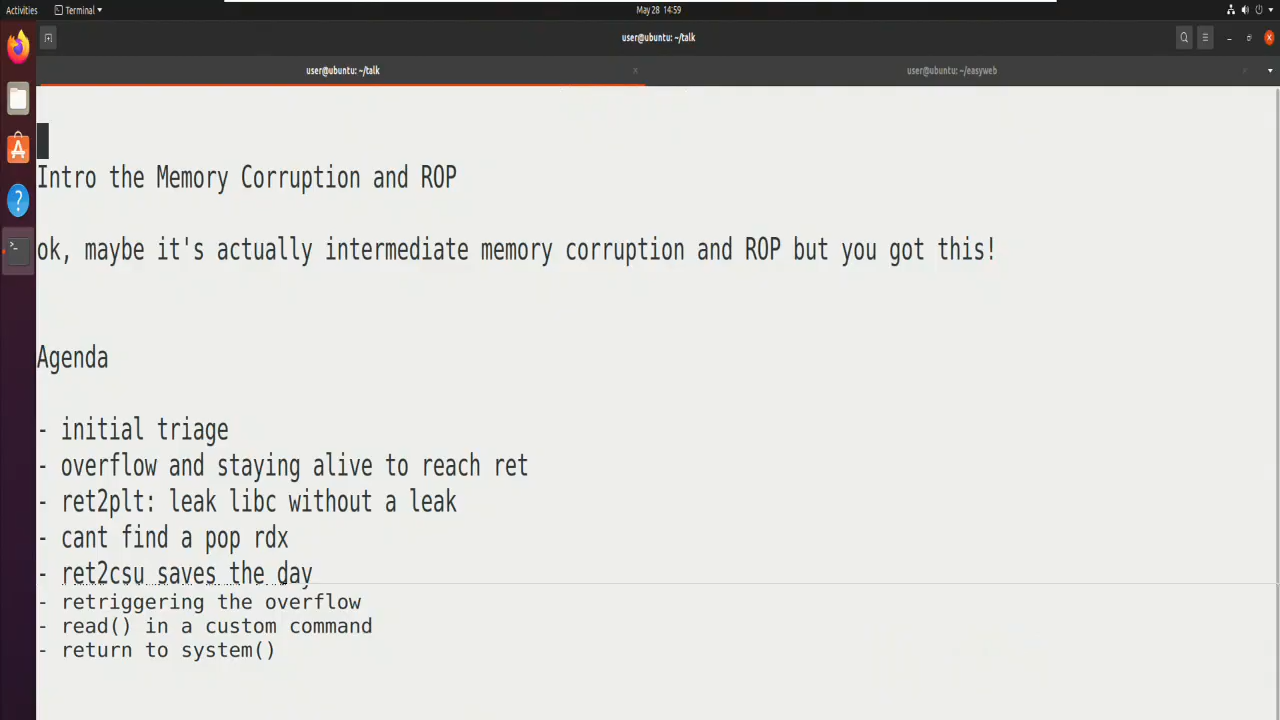 Activities
Terminal
May 28 14:59
user@ubuntu: ~/talk
user@ubuntu: ~/talk
user@ubuntu: ~/easyweb
Intro the Memory Corruption and ROP
ok, maybe it's actually intermediate memory corruption and ROP but you got this!
Agenda
- initial triage
- overflow and staying alive to reach ret
- ret2plt: leak libc without a leak
- cant find a pop rdx
- ret2csu saves the day
- retriggering the overflow
- read() in a custom command
- return to system()